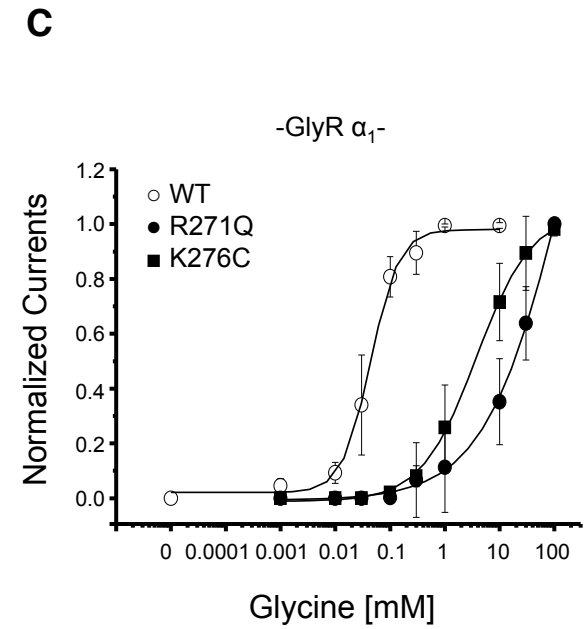 C
-GlyR α₁-
WT
R271Q
K276C
Normalized Currents
1.2
1.0
0.8
0.6
0.4
0.2
0.0
0 0.0001 0.001 0.01 0.1 1 10 100
Glycine [mM]